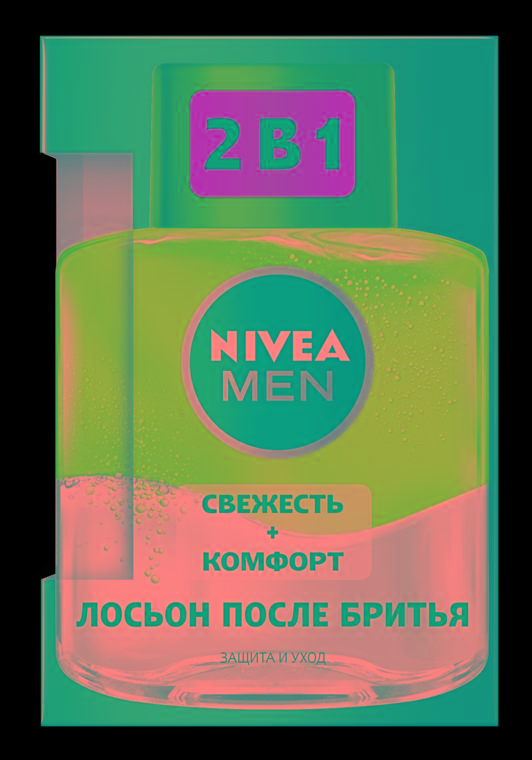 2 В 1
NIVEA
MEN
СВЕЖЕСТЬ
+
КОМФОРТ
ЛОСЬОН ПОСЛЕ БРИТЬЯ
ЗАЩИТА И УХОД